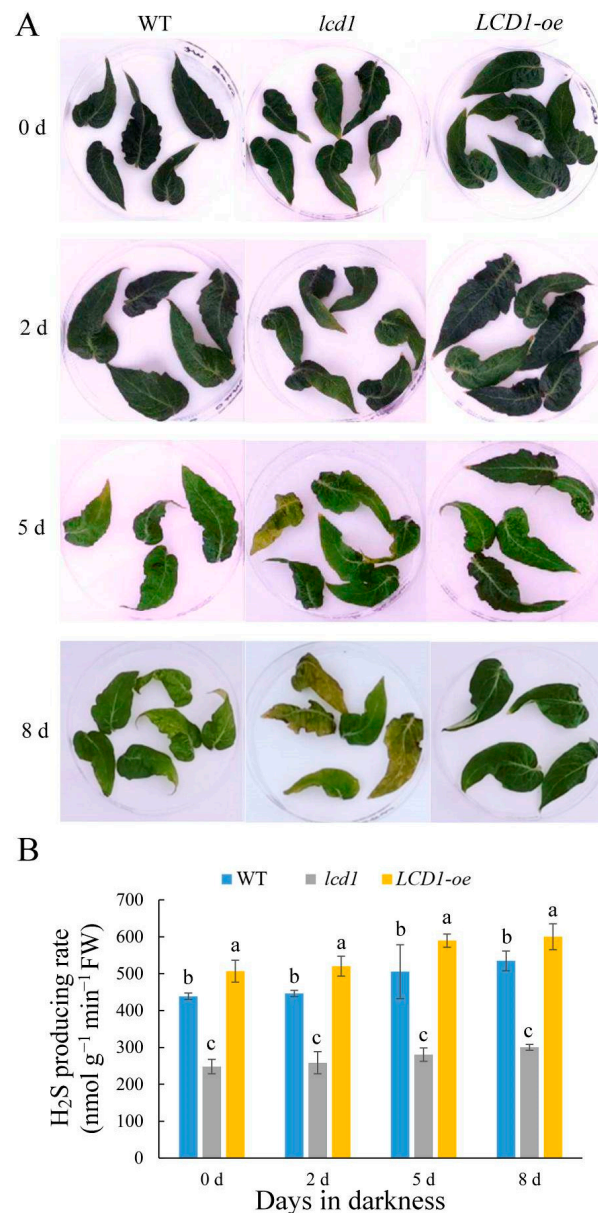 A
WT lcd1 LCD1-oe
0 d
2 d
5 d
8 d
B
WT lcd1 LCD1-oe
H₂S producing rate
(nmol g⁻¹ min⁻¹ FW)
700
600
500
400
300
200
100
0
b c a
b c a
b c a
b c a
0 d 2 d 5 d 8 d
Days in darkness